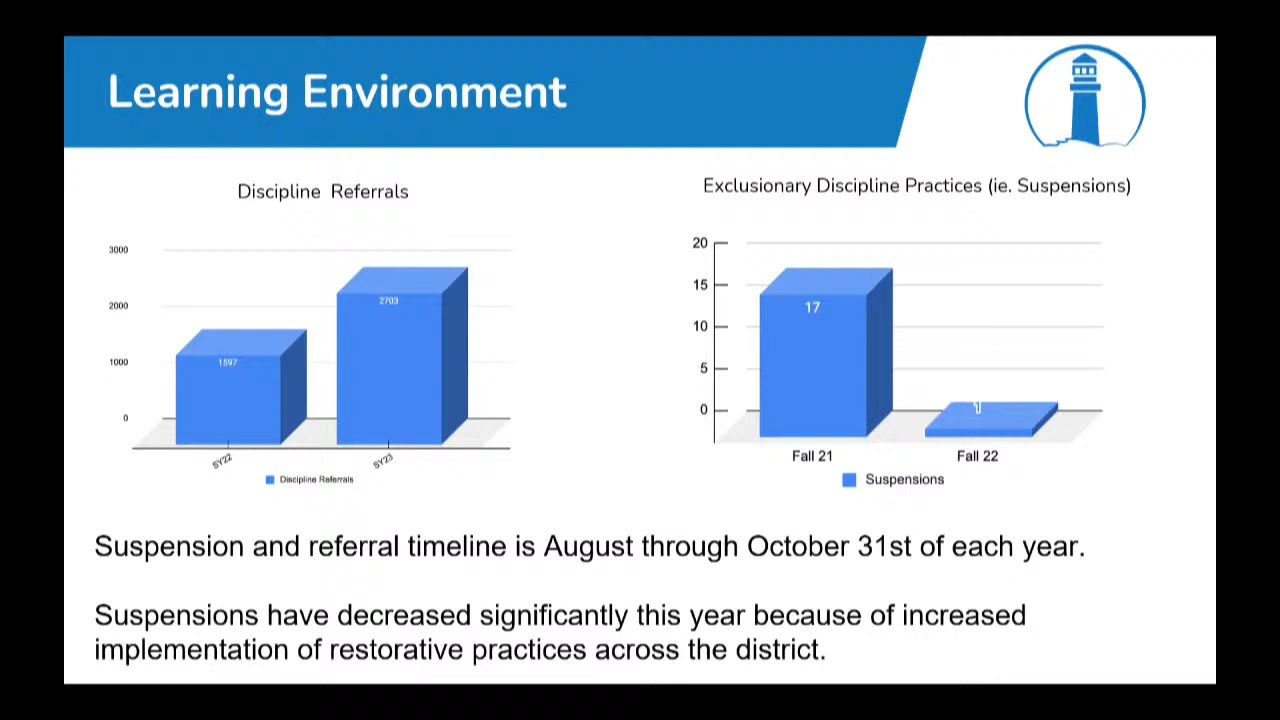 Learning Environment
Discipline Referrals
3000
2000
1000
0
1597
2703
SY22
SY23
Discipline Referrals
Exclusionary Discipline Practices (ie. Suspensions)
20
15
10
5
0
17
1
Fall 21
Fall 22
Suspensions
Suspension and referral timeline is August through October 31st of each year.
Suspensions have decreased significantly this year because of increased
implementation of restorative practices across the district.